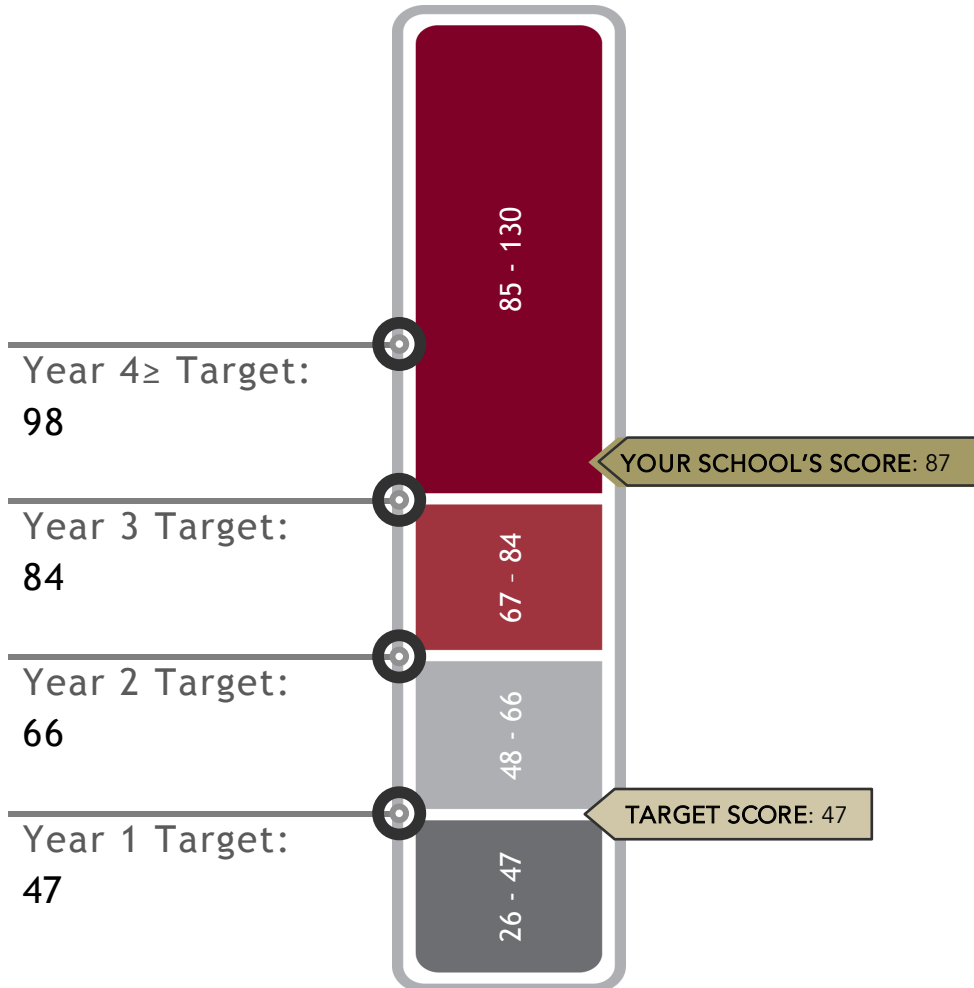 85 - 130
Year 4≥ Target:
98
YOUR SCHOOL'S SCORE: 87
Year 3 Target:
84
67 - 84
Year 2 Target:
66
48 - 66
TARGET SCORE: 47
Year 1 Target:
47
26 - 47